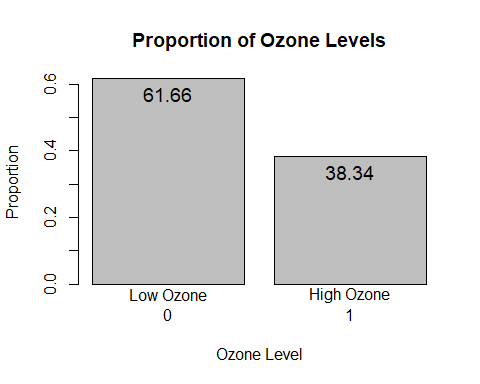 Proportion of Ozone Levels
Proportion
0.6
0.4
0.2
0.0
61.66
38.34
Low Ozone
0
High Ozone
1
Ozone Level